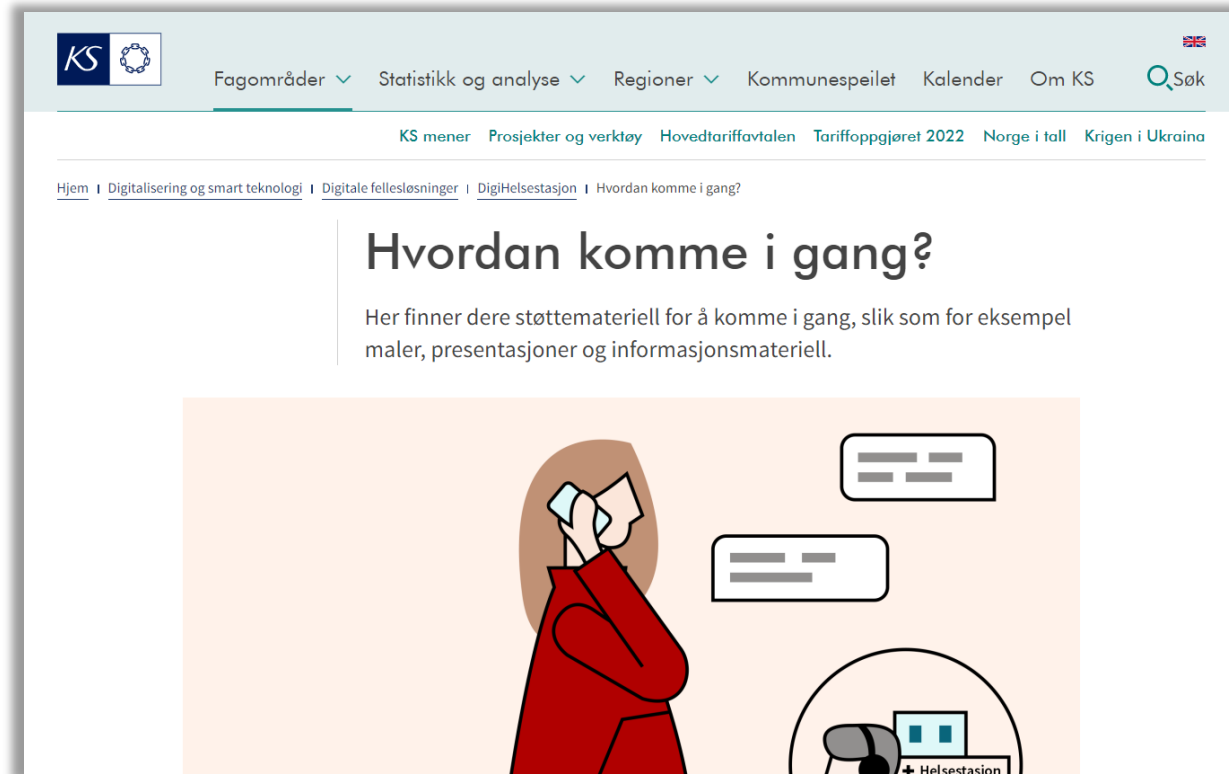 KS
Fagområder Statistikk og analyse Regioner Kommunespeilet Kalender Om KS Søk
KS mener Prosjekter og verktøy Hovedtariffavtalen Tariffoppgjøret 2022 Norge i tall Krigen i Ukraina
Hjem | Digitalisering og smart teknologi | Digitale fellesløsninger | DigiHelsestasjon | Hvordan komme i gang?
Hvordan komme i gang?
Her finner dere støttemateriell for å komme i gang, slik som for eksempel
maler, presentasjoner og informasjonsmateriell.
+ Helsestasjon